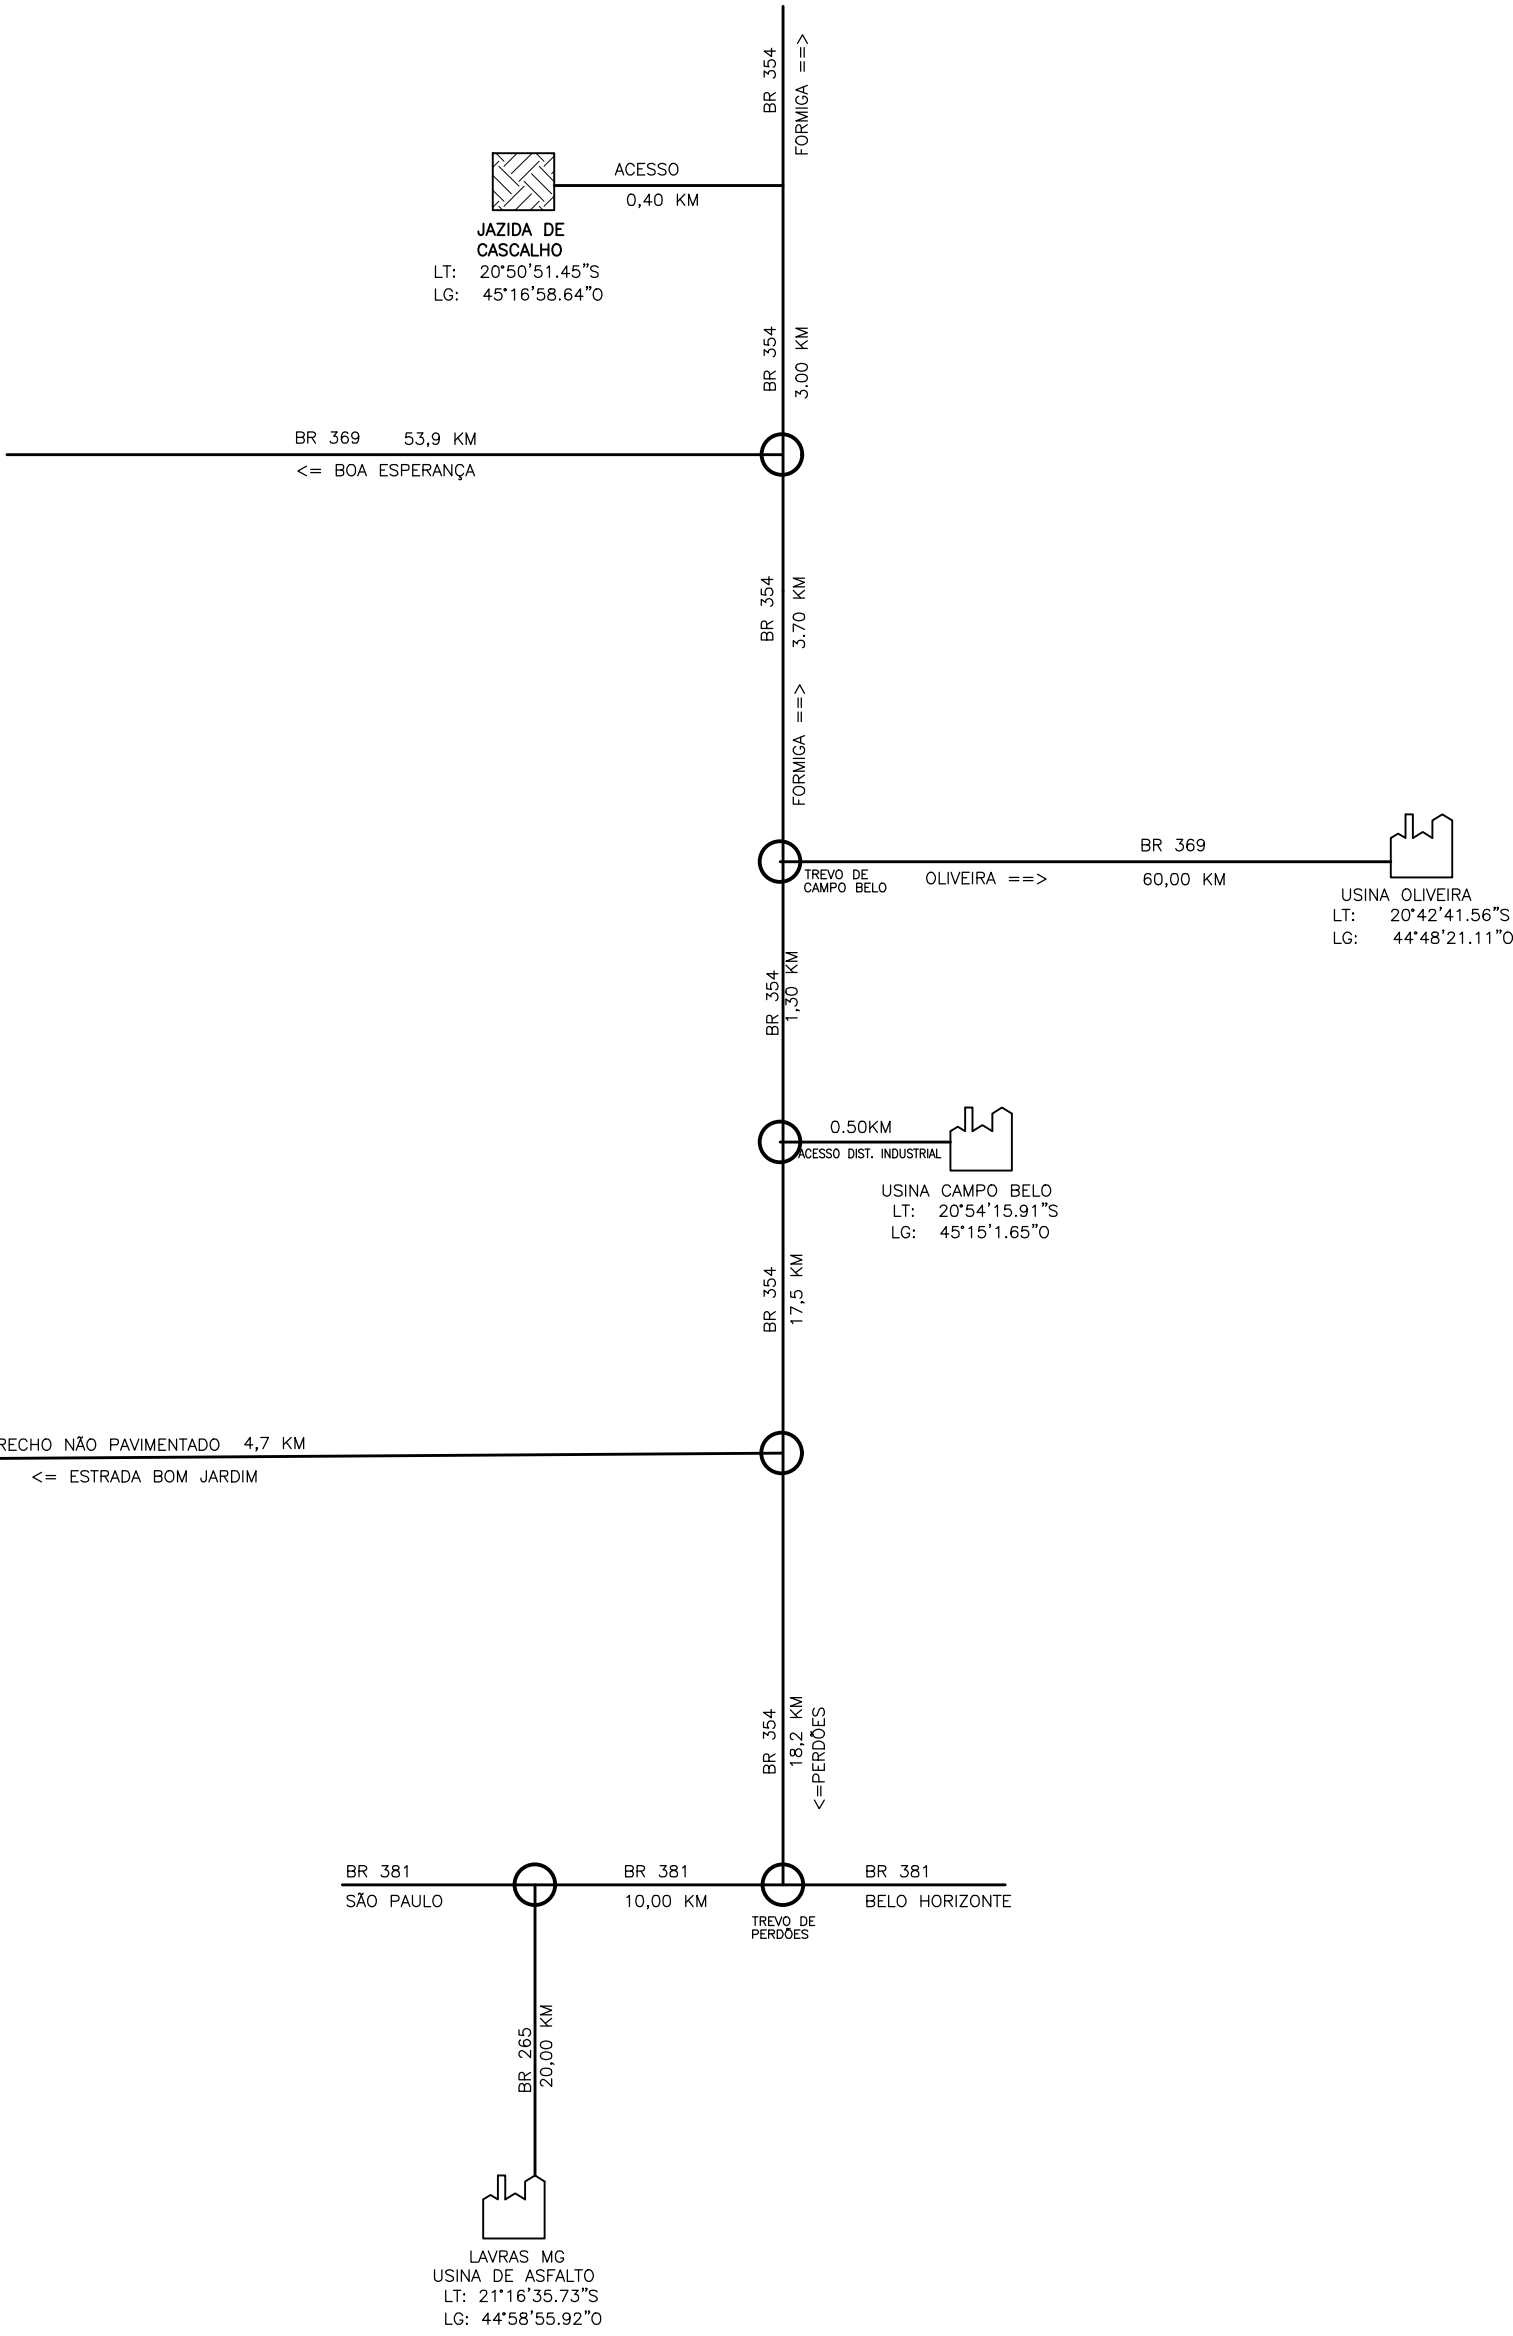 BR 354
FORMIGA ==>
ACESSO
0,40 KM
JAZIDA DE
CASCALHO
LT: 20°50'51.45"S
LG: 45°16'58.64"O
BR 354
3.00 KM
BR 369 53,9 KM
<= BOA ESPERANÇA
BR 354
3.70 KM
FORMIGA ==>
BR 369
TREVO DE
CAMPO BELO
OLIVEIRA ==>
60,00 KM
USINA OLIVEIRA
LT: 20°42'41.56"S
LG: 44°48'21.11"O
BR 354
1,30 KM
0.50KM
ACESSO DIST. INDUSTRIAL
USINA CAMPO BELO
LT: 20°54'15.91"S
LG: 45°15'1.65"O
BR 354
17,5 KM
RECHO NÃO PAVIMENTADO 4,7 KM
<= ESTRADA BOM JARDIM
BR 354
18,2 KM
<=PERDÕES
BR 381
SÃO PAULO
BR 381
10,00 KM
BR 381
BELO HORIZONTE
TREVO DE
PERDÕES
BR 265
20,00 KM
LAVRAS MG
USINA DE ASFALTO
LT: 21°16'35.73"S
LG: 44°58'55.92"O